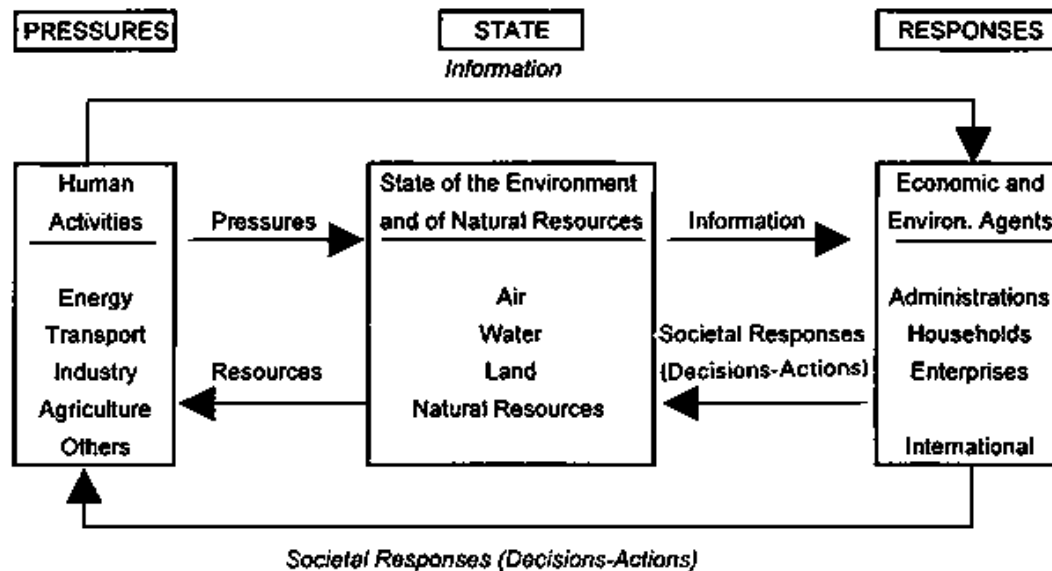 PRESSURES
STATE
RESPONSES
Information
Human
Activities
Energy
Transport
Industry
Agriculture
Others
Pressures
Resources
State of the Environment
and of Natural Resources
Air
Water
Land
Natural Resources
Information
Societal Responses
(Decisions-Actions)
Economic and
Environ. Agents
Administrations
Households
Enterprises
International
Societal Responses (Decisions-Actions)